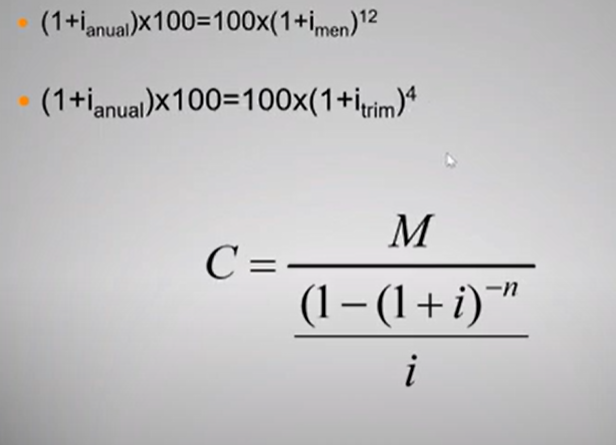 • (1+i_anual)x100=100x(1+i_men)^12
• (1+i_anual)x100=100x(1+i_trim)^4
C = M
(1 − (1 + i)^−n
i